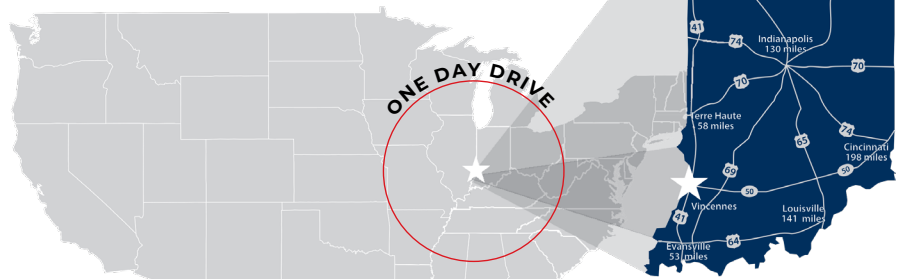 ONE DAY DRIVE
41
74
Indianapolis
130 miles
70
70
Terre Haute
58 miles
65
74
Cincinnati
198 miles
69
50
50
Vincennes
41
Louisville
141 miles
64
Evansville
53 miles